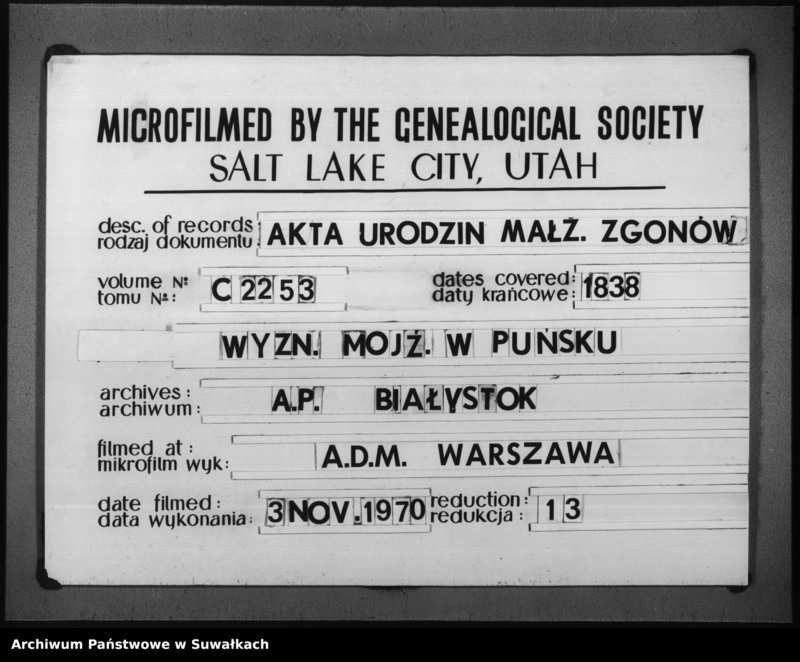 MICROFILMED BY THE GENEALOGICAL SOCIETY
SALT LAKE CITY, UTAH
desc. of records
rodzaj dokumentu: AKTA URODZIN MAŁŻ. ZGONÓW
volume Nº
tomu Nº: C 2253
dates covered:
daty krańcowe: 1838
WYZN. MOJŻ. W PUŃSKU
archives:
archiwum: A.P. BIAŁYSTOK
filmed at:
mikrofilm wyk: A.D.M. WARSZAWA
date filmed:
data wykonania: 3 NOV. 1970
reduction:
redukcja: 13
Archiwum Państwowe w Suwałkach